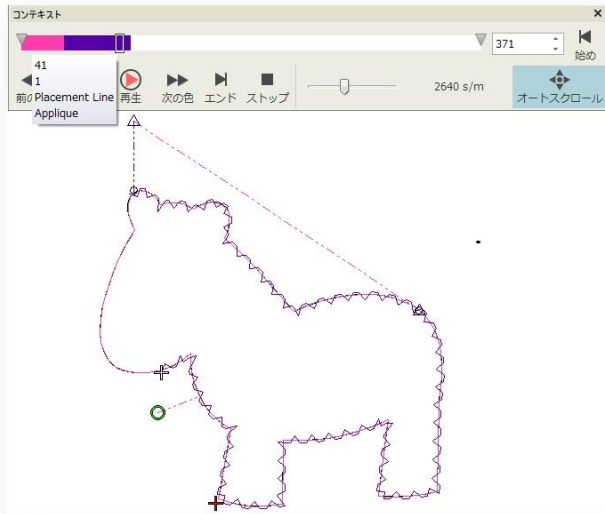 コンテキスト
371
始め
41
1
Placement Line
Applique
前の
再生
次の色
エンド
ストップ
2640 s/m
オートスクロール